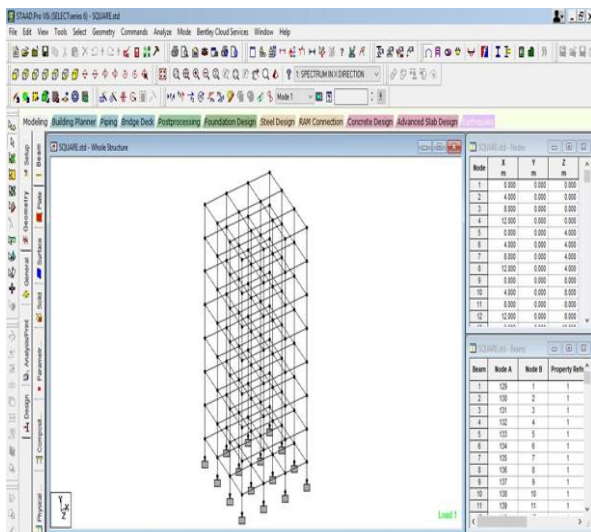 STAAD.Pro V8i (SELECTseries 6) - SQUARE.std
File Edit View Tools Select Geometry Commands Analyze Mode Bentley Cloud Services Window Help
1: SPECTRUM IN X DIRECTION
Mode 1
Modeling Building Planner Piping Bridge Deck Postprocessing Foundation Design Steel Design RAM Connection Concrete Design Advanced Slab Design Earthquake
Setup
Geometry
General
Analysis/Print
Design
Beam
Plate
Surface
Solid
Parametr
Composit
Physical
SQUARE.std - Whole Structure
Y
X
Z
Load 1
SQUARE.std - Nodes
Node X m Y m Z m
1 0.000 0.000 0.000
2 4.000 0.000 0.000
3 8.000 0.000 0.000
4 12.000 0.000 0.000
5 0.000 0.000 4.000
6 4.000 0.000 4.000
7 8.000 0.000 4.000
8 12.000 0.000 4.000
9 0.000 0.000 8.000
10 4.000 0.000 8.000
11 8.000 0.000 8.000
12 12.000 0.000 8.000
SQUARE.std - Beams
Beam Node A Node B Property Refn
1 129 1 1
2 130 2 1
3 131 3 1
4 132 4 1
5 133 5 1
6 134 6 1
7 135 7 1
8 136 8 1
9 137 9 1
10 138 10 1
11 139 11 1